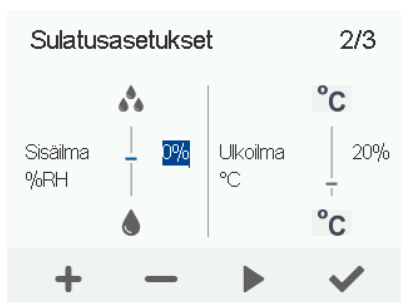 Sulatusasetukset 2/3
°C
Sisäilma 0% Ulkoilma 20%
%RH °C
°C